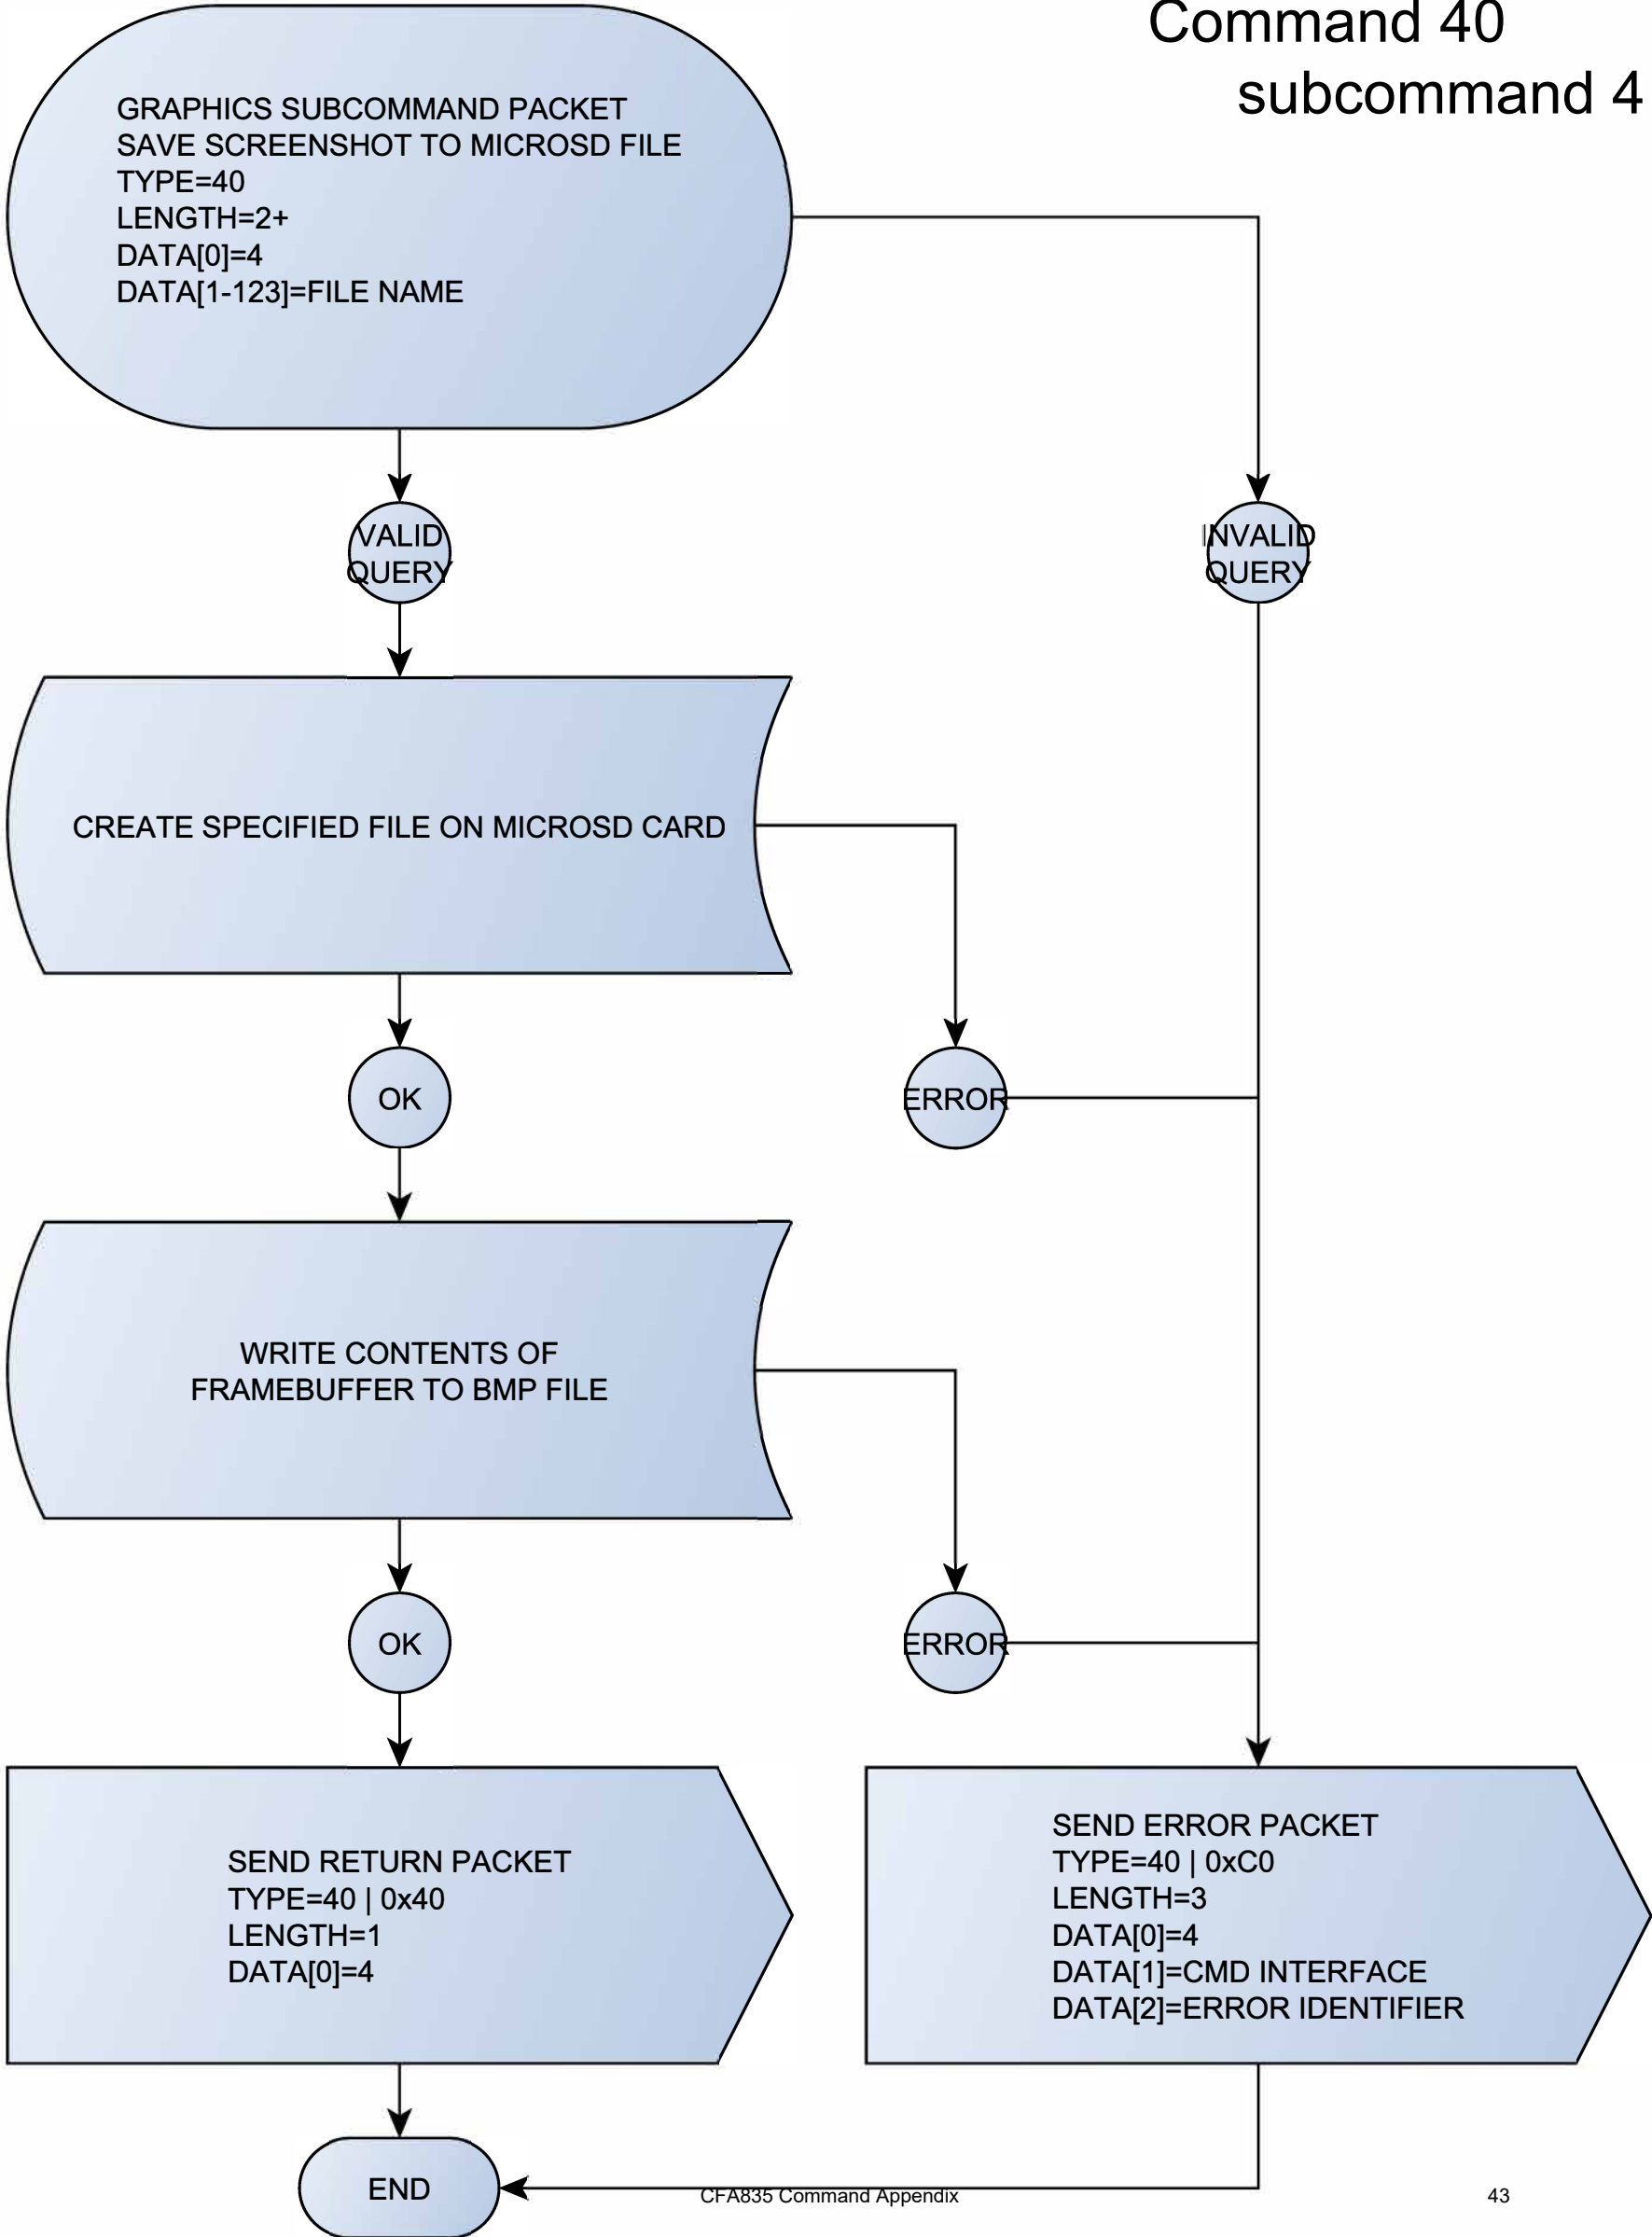 Command 40
subcommand 4
GRAPHICS SUBCOMMAND PACKET
SAVE SCREENSHOT TO MICROSD FILE
TYPE=40
LENGTH=2+
DATA[0]=4
DATA[1-123]=FILE NAME
VALID
QUERY
INVALID
QUERY
CREATE SPECIFIED FILE ON MICROSD CARD
OK
ERROR
WRITE CONTENTS OF
FRAMEBUFFER TO BMP FILE
OK
ERROR
SEND RETURN PACKET
TYPE=40 | 0x40
LENGTH=1
DATA[0]=4
SEND ERROR PACKET
TYPE=40 | 0xC0
LENGTH=3
DATA[0]=4
DATA[1]=CMD INTERFACE
DATA[2]=ERROR IDENTIFIER
END
CFA835 Command Appendix
43